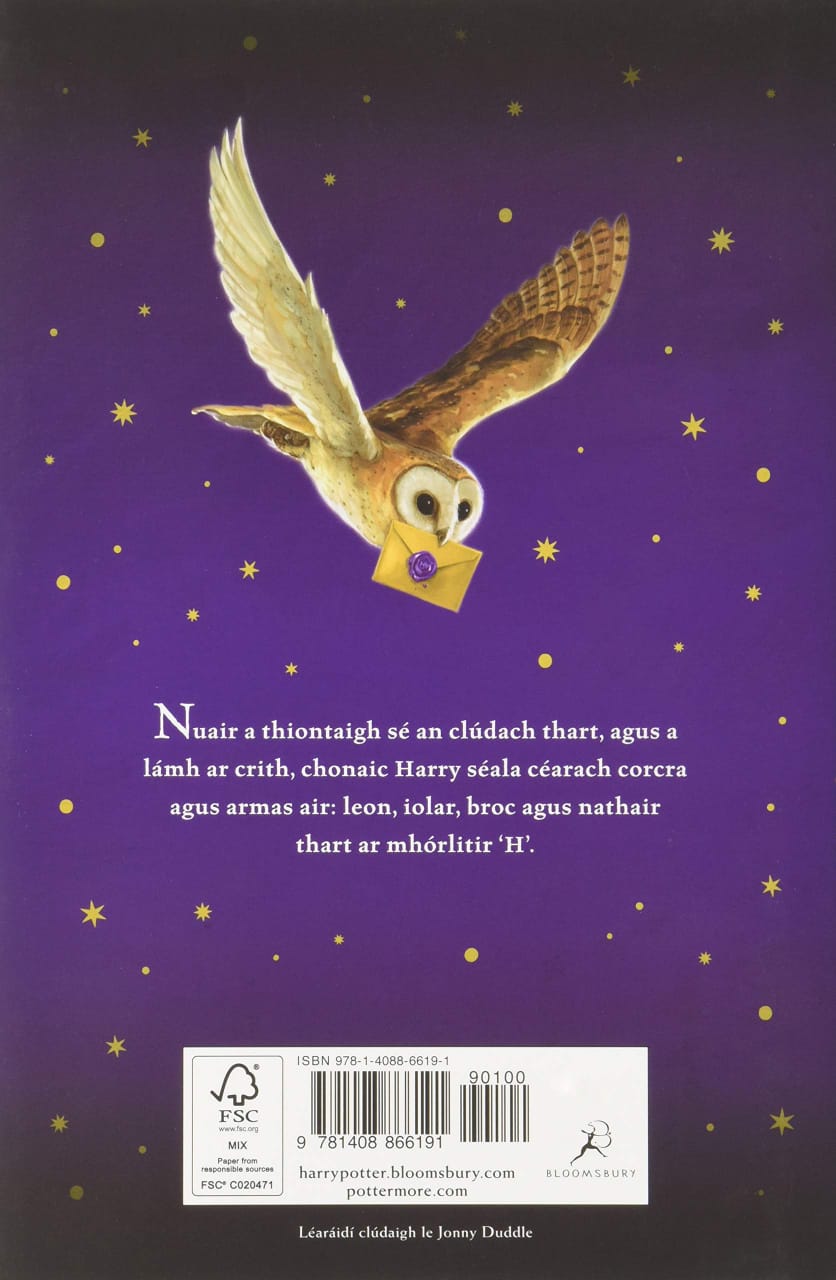 Nuair a thiontaigh sé an clúdach thart, agus a
lámh ar crith, chonaic Harry séala céarach corcra
agus armas air: leon, iolar, broc agus nathair
thart ar mhórlitir ‘H’.
ISBN 978-1-4088-6619-1
90100
9 781408 866191
FSC
www.fsc.org
MIX
Paper from
responsible sources
FSC® C020471
harrypotter.bloomsbury.com
pottermore.com
BLOOMSBURY
Léaráidí clúdaigh le Jonny Duddle